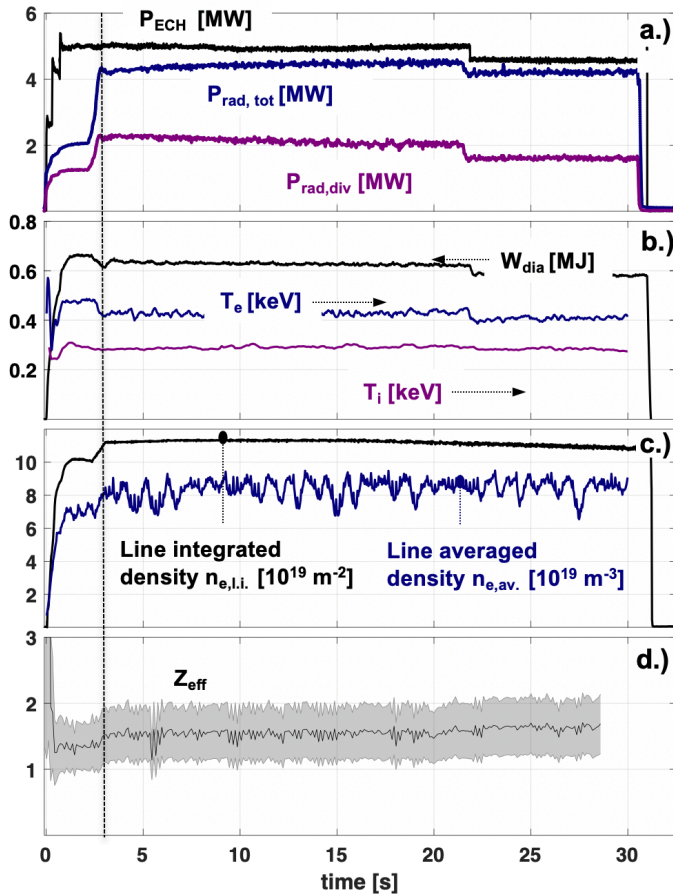 P_ECH [MW]
a.)
6
4
2
P_rad, tot [MW]
P_rad,div [MW]
b.)
0.8
0.6
0.4
0.2
W_dia [MJ]
T_e [keV]
T_i [keV]
c.)
10
8
6
4
2
Line integrated
density n_e,l.i. [10^19 m^-2]
Line averaged
density n_e,av. [10^19 m^-3]
d.)
3
2
1
Z_eff
0 5 10 15 20 25 30
time [s]